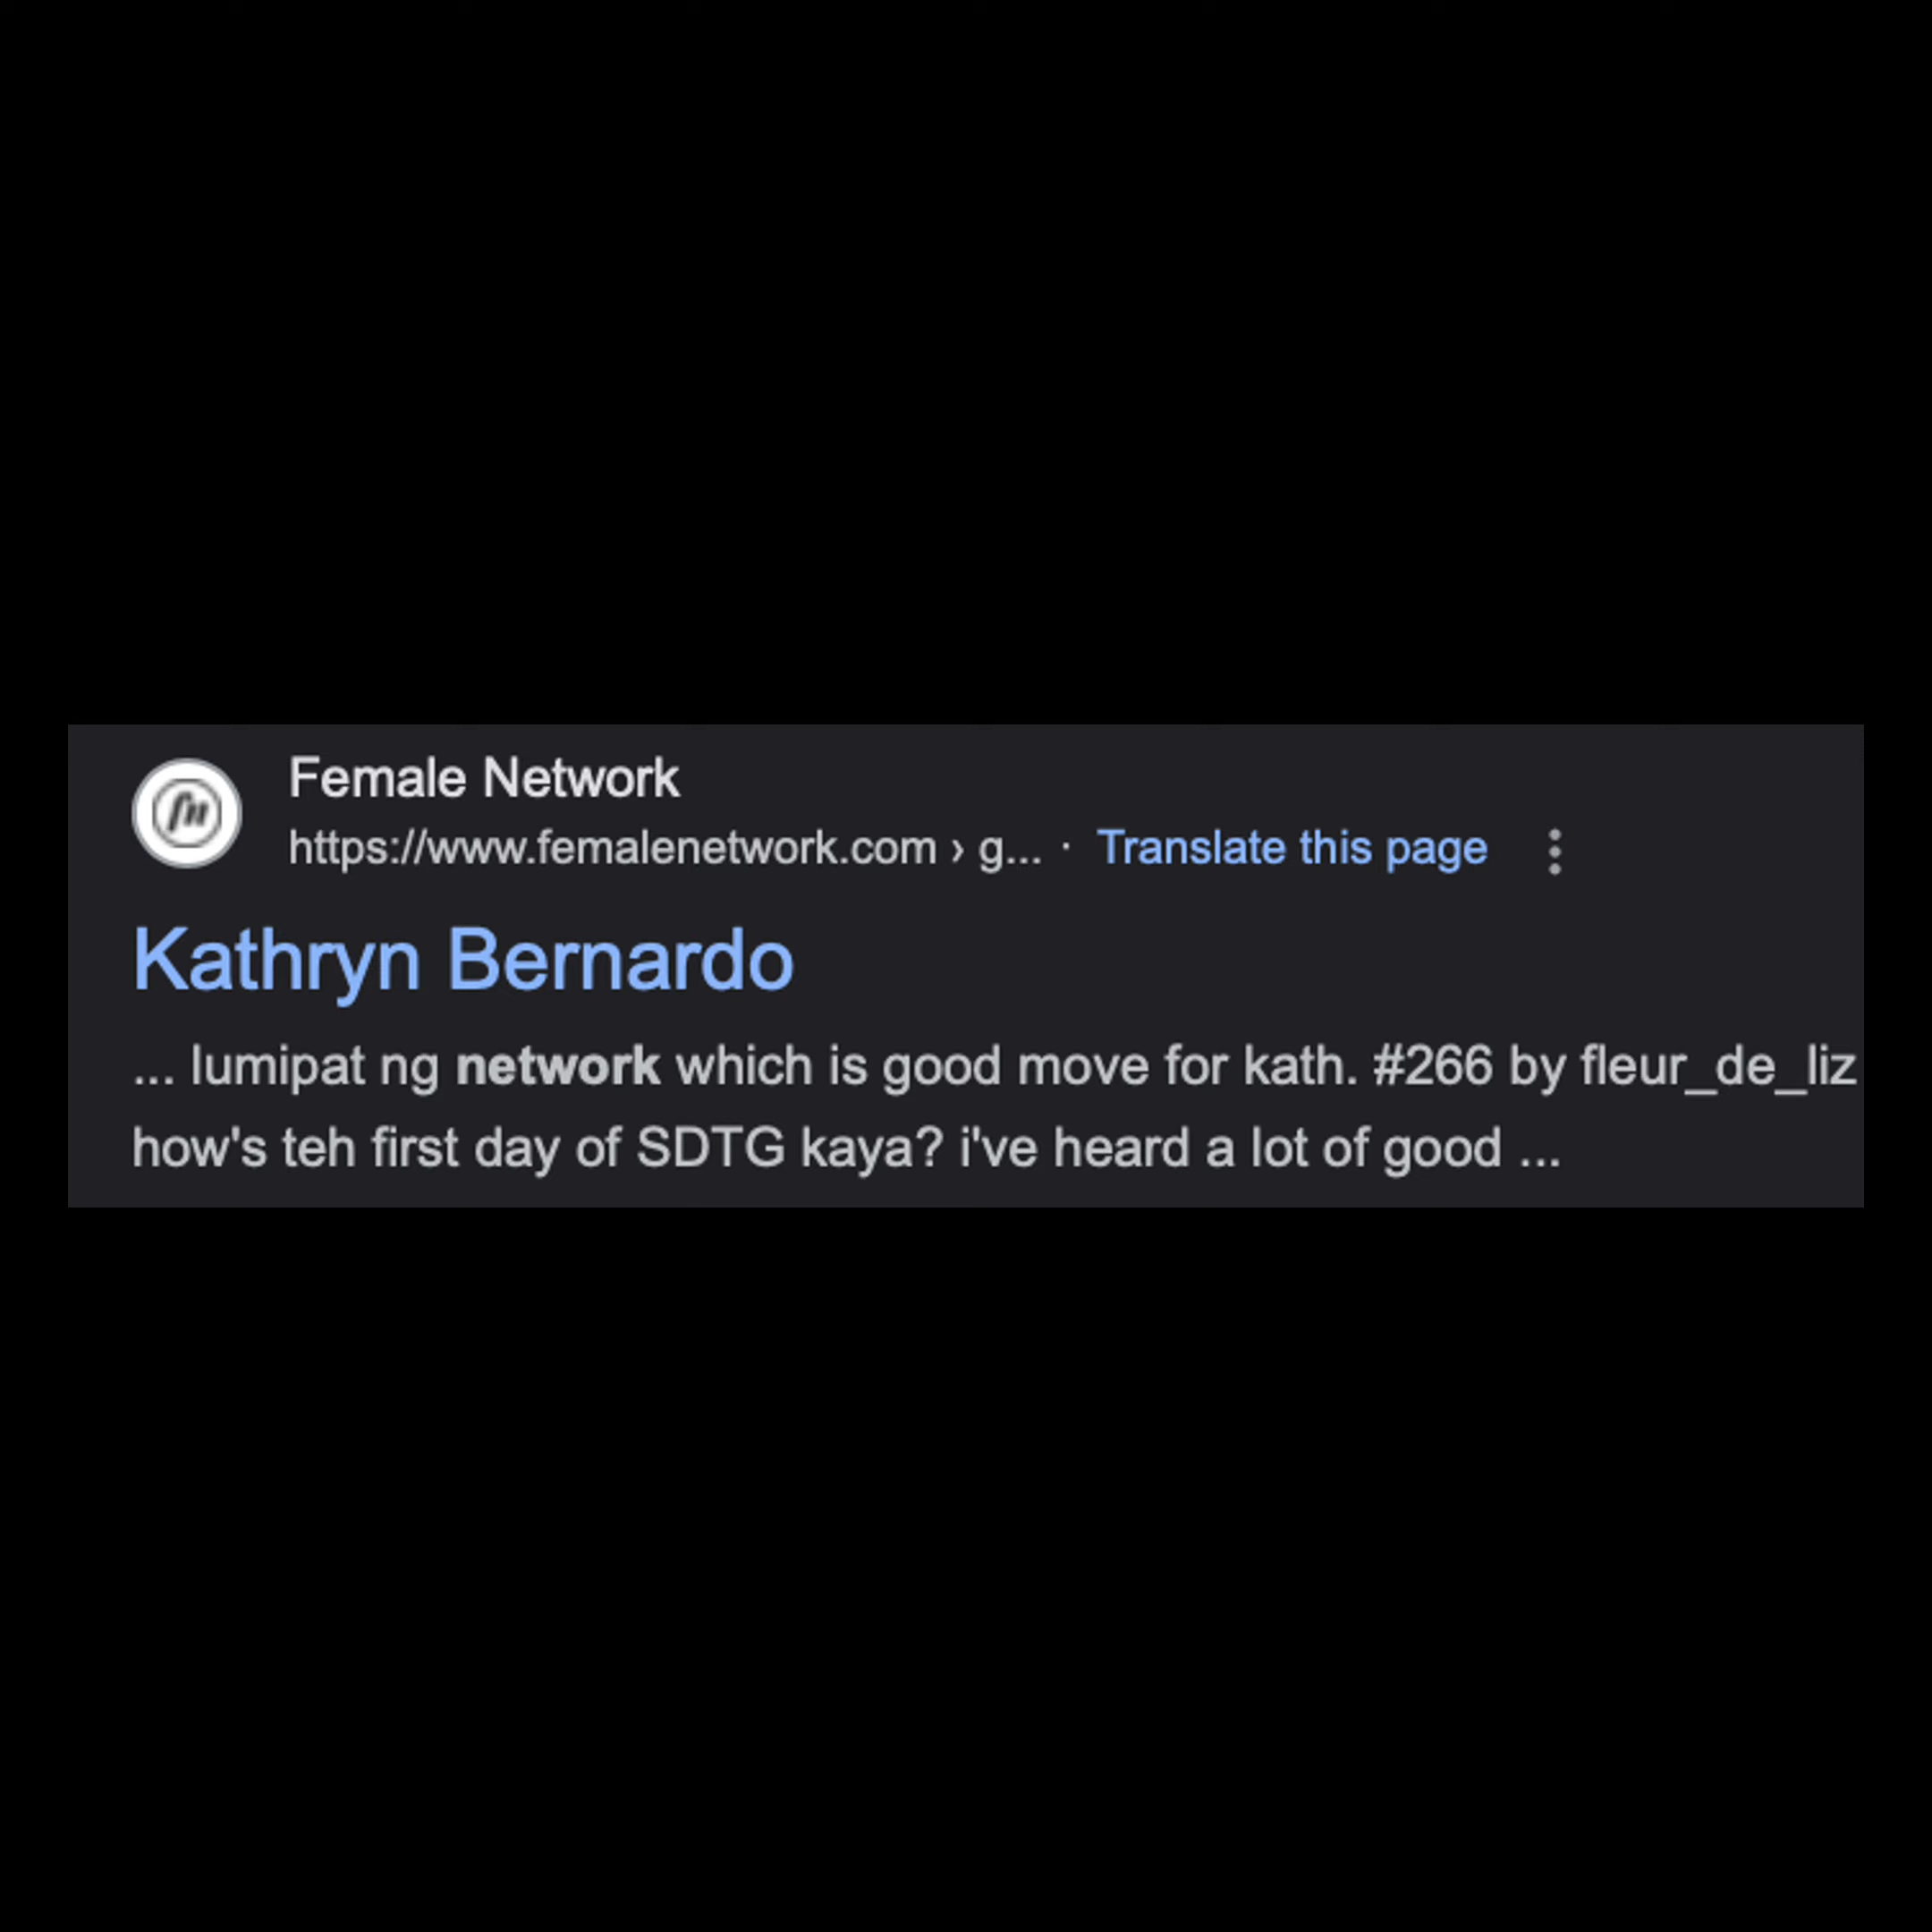 Female Network
https://www.femalenetwork.com › g... · Translate this page
Kathryn Bernardo
... lumipat ng network which is good move for kath. #266 by fleur_de_liz
how's teh first day of SDTG kaya? i've heard a lot of good ...